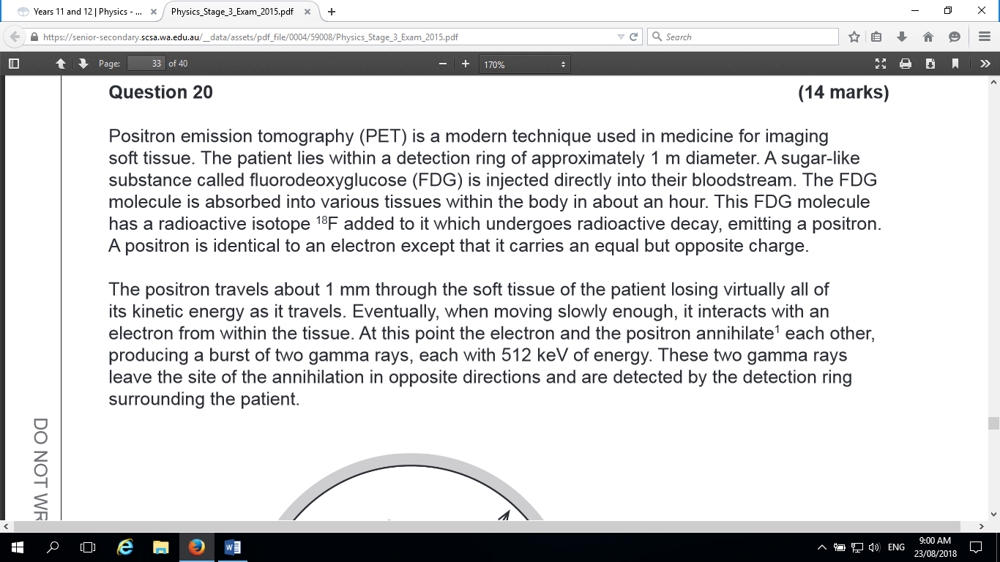 Years 11 and 12 | Physics - ...
Physics_Stage_3_Exam_2015.pdf
https://senior-secondary.scsa.wa.edu.au/__data/assets/pdf_file/0004/59008/Physics_Stage_3_Exam_2015.pdf
Search
Page: 33 of 40
170%
Question 20 (14 marks)
Positron emission tomography (PET) is a modern technique used in medicine for imaging
soft tissue. The patient lies within a detection ring of approximately 1 m diameter. A sugar-like
substance called fluorodeoxyglucose (FDG) is injected directly into their bloodstream. The FDG
molecule is absorbed into various tissues within the body in about an hour. This FDG molecule
has a radioactive isotope ¹⁸F added to it which undergoes radioactive decay, emitting a positron.
A positron is identical to an electron except that it carries an equal but opposite charge.
The positron travels about 1 mm through the soft tissue of the patient losing virtually all of
its kinetic energy as it travels. Eventually, when moving slowly enough, it interacts with an
electron from within the tissue. At this point the electron and the positron annihilate¹ each other,
producing a burst of two gamma rays, each with 512 keV of energy. These two gamma rays
leave the site of the annihilation in opposite directions and are detected by the detection ring
surrounding the patient.
DO NOT WR
ENG
9:00 AM
23/08/2018